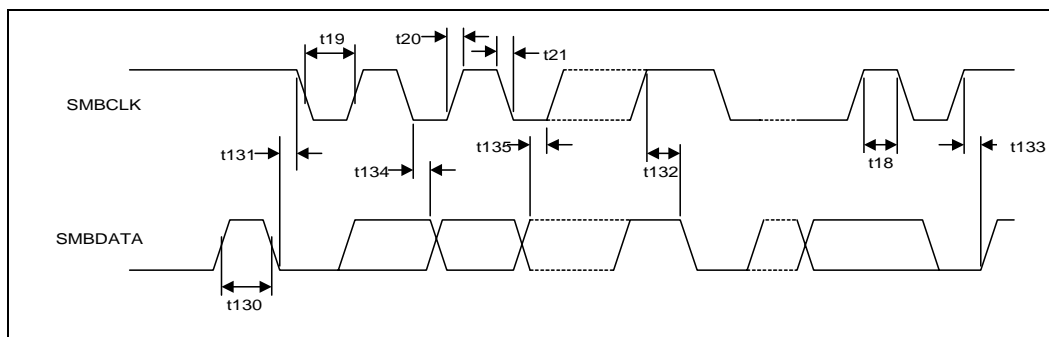 t19
t20
t21
SMBCLK
t131
t134
t135
t132
t18
t133
SMBDATA
t130